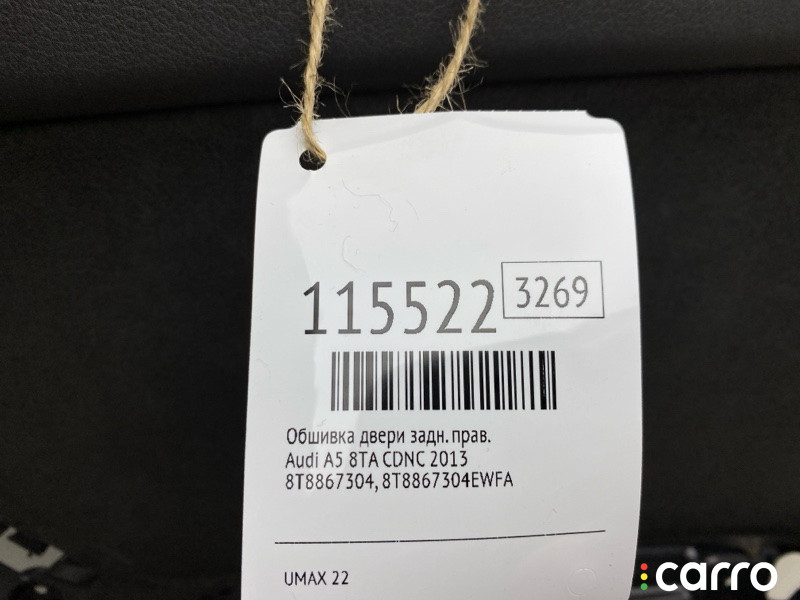 115522 3269
Обшивка двери задн. прав.
Audi A5 8TA CDNC 2013
8T8867304, 8T8867304EWFA
UMAX 22
carro